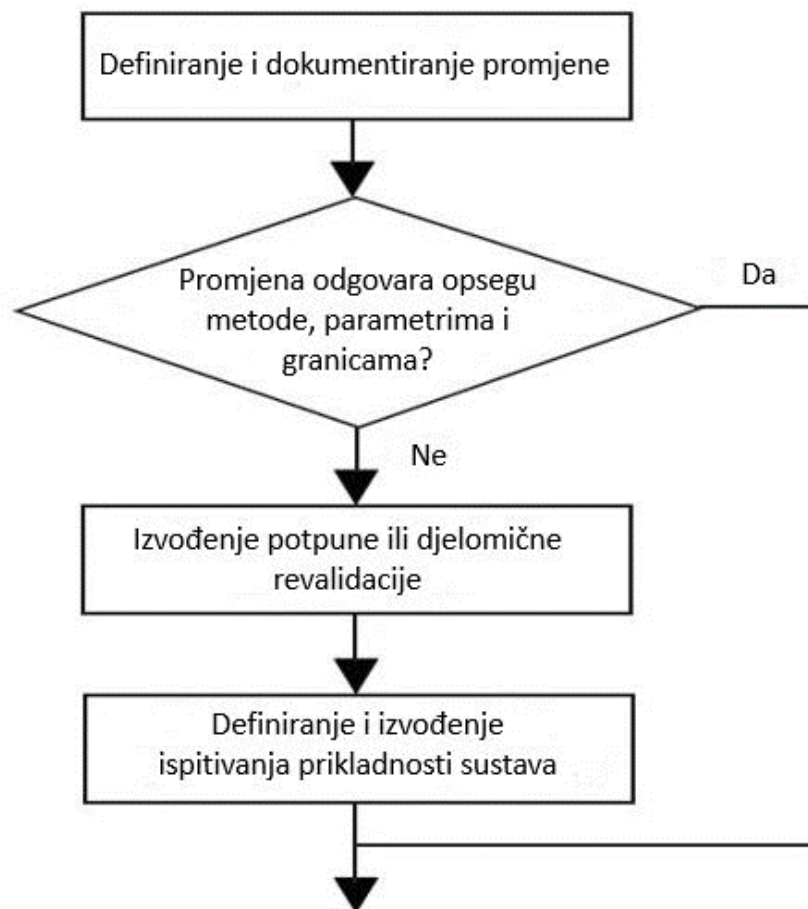 Definiranje i dokumentiranje promjene
Promjena odgovara opsegu
metode, parametrima i
granicama?
Da
Ne
Izvođenje potpune ili djelomične
revalidacije
Definiranje i izvođenje
ispitivanja prikladnosti sustava